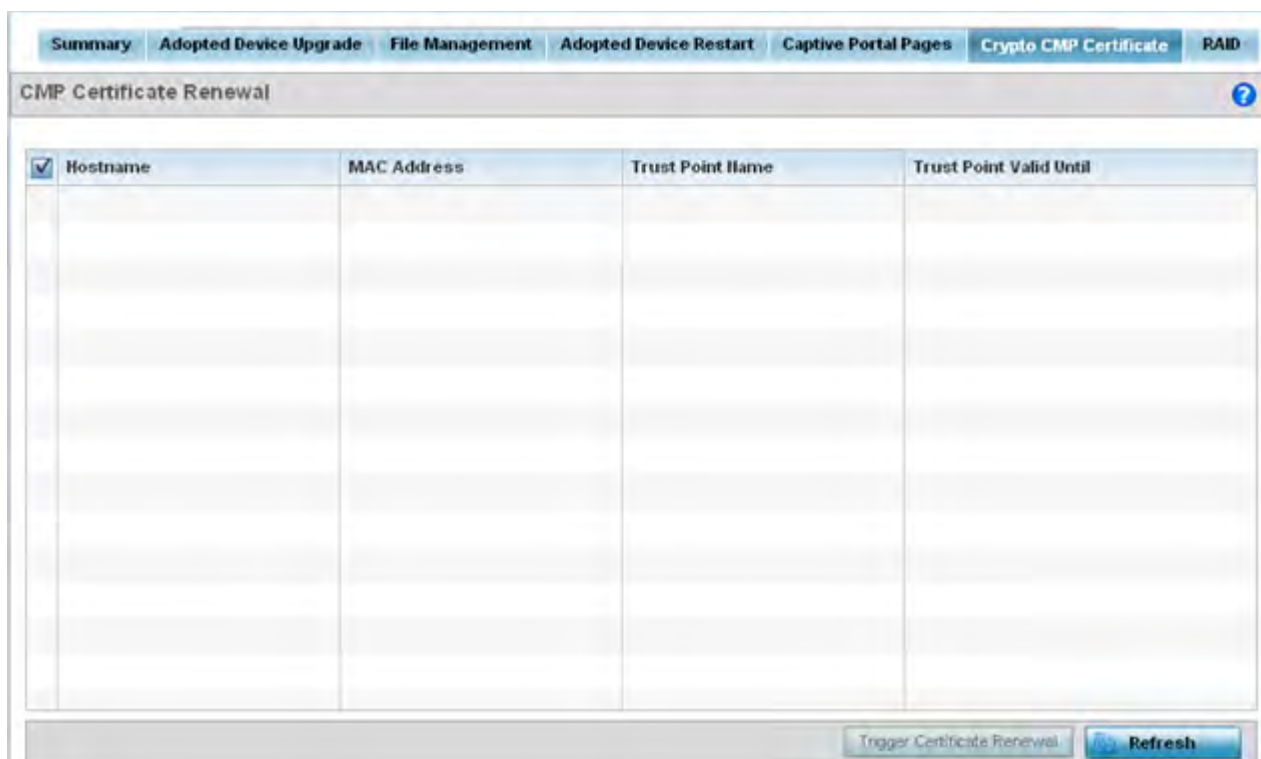 Summary Adopted Device Upgrade File Management Adopted Device Restart Captive Portal Pages Crypto CMP Certificate RAID
CMP Certificate Renewal ?
Hostname MAC Address Trust Point Name Trust Point Valid Until
Trigger Certificate Renewal Refresh